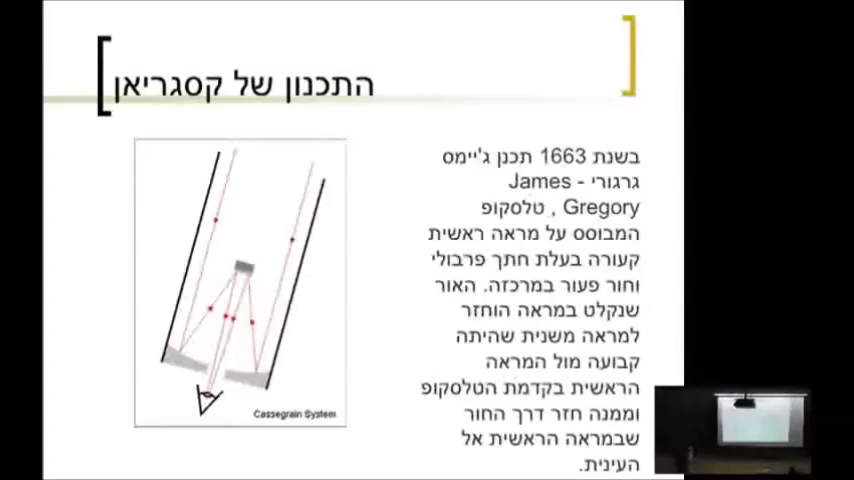 התכנון של קסגריאן
בשנת 1663 תכנן ג'יימס
גרגורי - James
Gregory , טלסקופ
המבוסס על מראה ראשית
קעורה בעלת חתך פרבולי
וחור פעור במרכזה. האור
שנקלט במראה הוחזר
למראה משנית שהיתה
קבועה מול המראה
הראשית בקדמת הטלסקופ
וממנה חזר דרך החור
שבמראה הראשית אל
העינית.
Cassegrain System